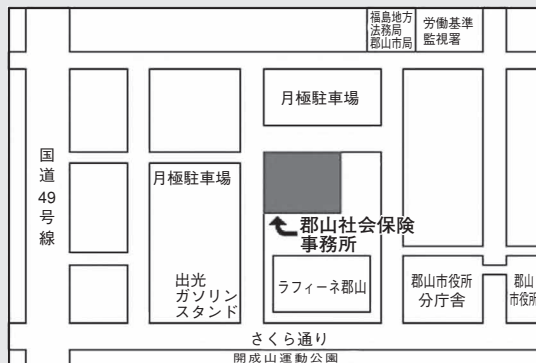 福島地方
法務局
郡山市局
労働基準
監視署
月極駐車場
国道49号線
月極駐車場
郡山社会保険
事務所
出光
ガソリン
スタンド
ラフィーネ郡山
郡山市役所
分庁舎
郡山
市役所
さくら通り
開成山運動公園